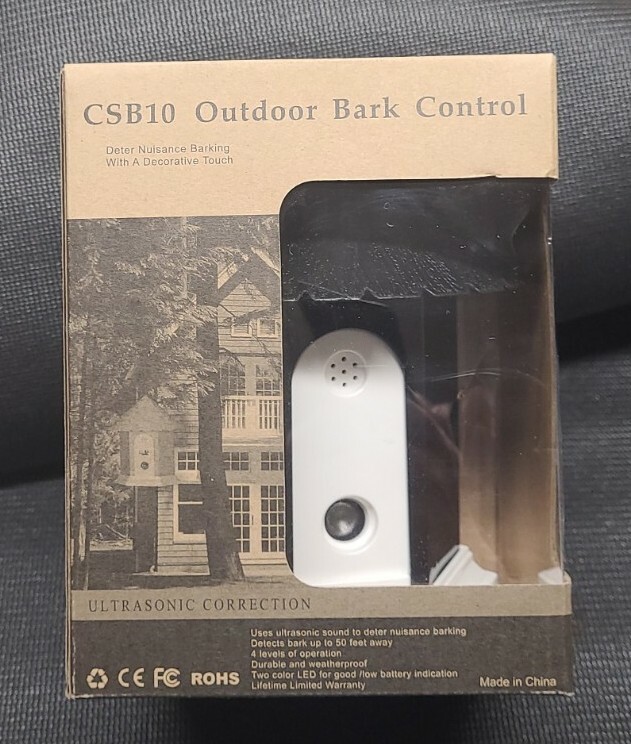 CSB10 Outdoor Bark Control
Deter Nuisance Barking
With A Decorative Touch
ULTRASONIC CORRECTION
Uses ultrasonic sound to deter nuisance barking
Detects bark up to 50 feet away
4 levels of operation
Durable and weatherproof
Two color LED for good /low battery indication
Lifetime Limited Warranty
CE FC ROHS
Made in China